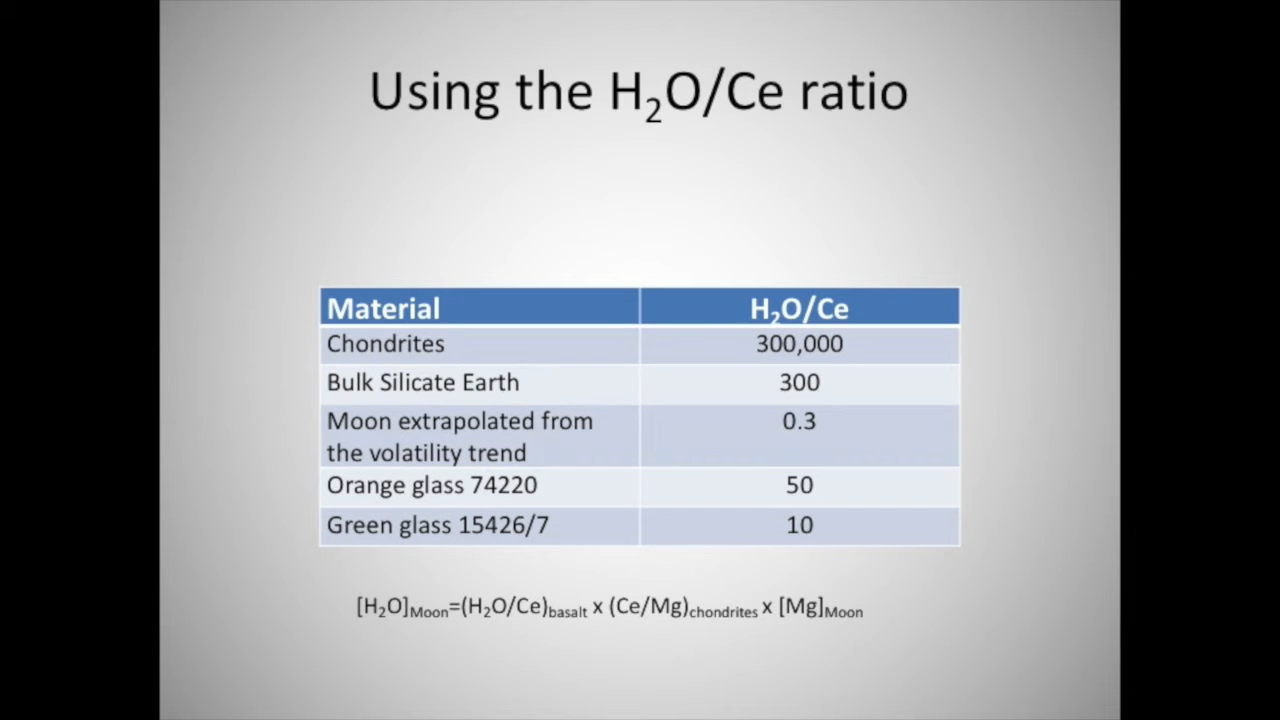 Using the H₂O/Ce ratio
Material H₂O/Ce
Chondrites 300,000
Bulk Silicate Earth 300
Moon extrapolated from 0.3
the volatility trend
Orange glass 74220 50
Green glass 15426/7 10
[H₂O]Moon=(H₂O/Ce)basalt x (Ce/Mg)chondrites x [Mg]Moon